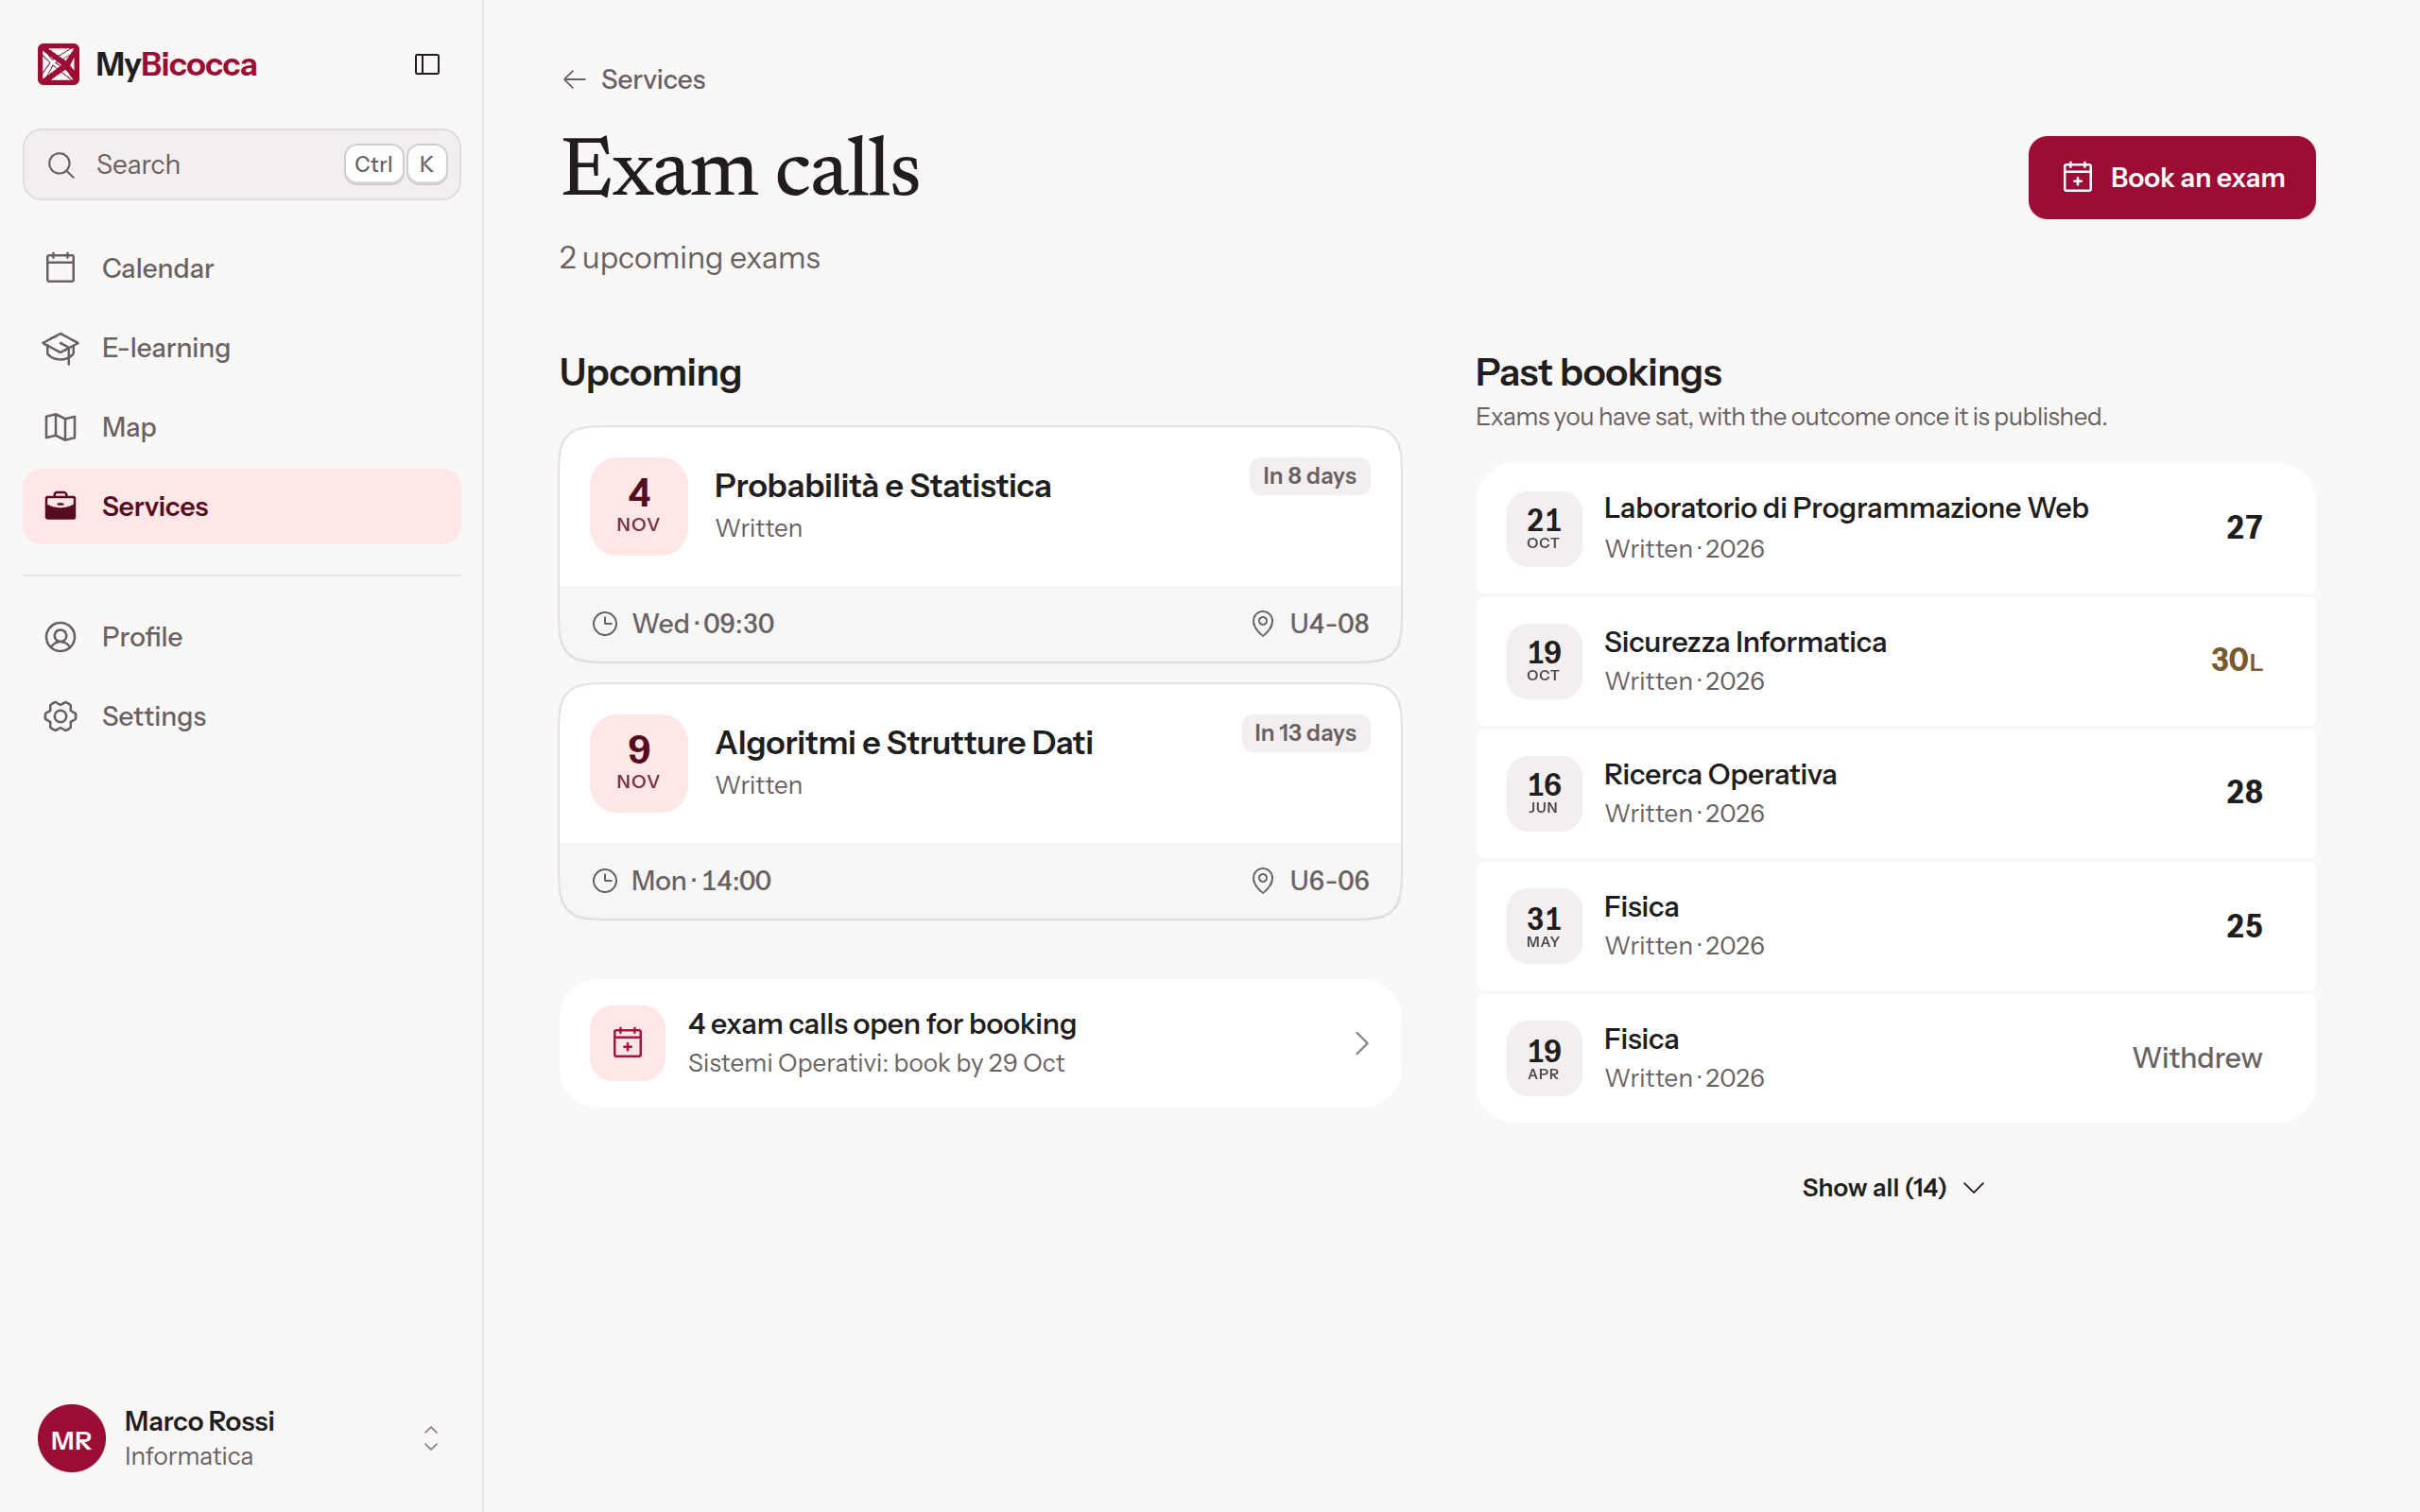 MyBicocca
Search
Ctrl K
Calendar
E-learning
Map
Services
Profile
Settings
MR
Marco Rossi
Informatica
Services
Exam calls
2 upcoming exams
Book an exam
Upcoming
4
NOV
Probabilità e Statistica
Written
In 8 days
Wed · 09:30
U4-08
9
NOV
Algoritmi e Strutture Dati
Written
In 13 days
Mon · 14:00
U6-06
4 exam calls open for booking
Sistemi Operativi: book by 29 Oct
Past bookings
Exams you have sat, with the outcome once it is published.
21
OCT
Laboratorio di Programmazione Web
Written · 2026
27
19
OCT
Sicurezza Informatica
Written · 2026
30L
16
JUN
Ricerca Operativa
Written · 2026
28
31
MAY
Fisica
Written · 2026
25
19
APR
Fisica
Written · 2026
Withdrew
Show all (14)